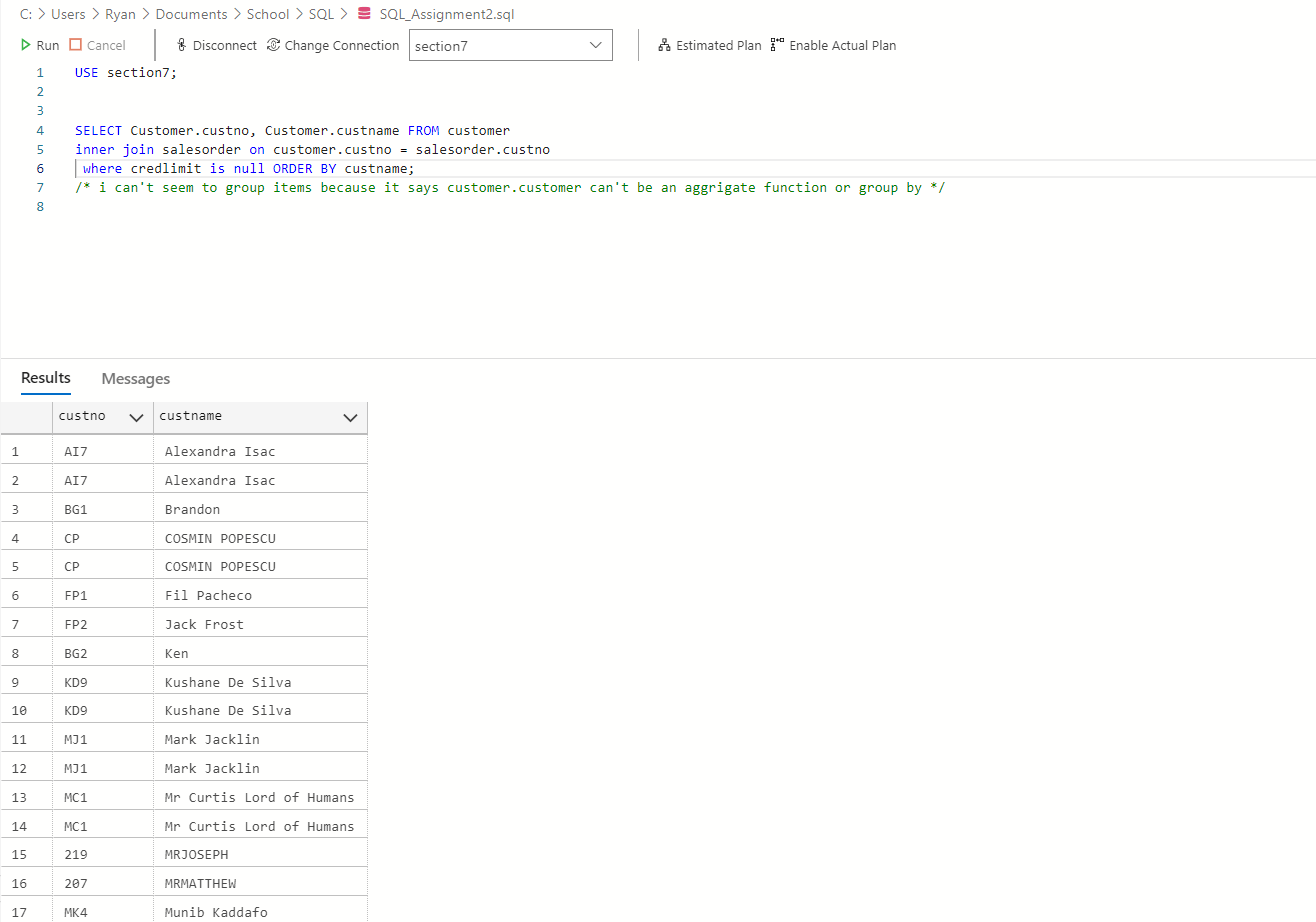 C: > Users > Ryan > Documents > School > SQL > SQL_Assignment2.sql
Run Cancel Disconnect Change Connection section7 Estimated Plan Enable Actual Plan
1 USE section7;
2
3
4 SELECT Customer.custno, Customer.custname FROM customer
5 inner join salesorder on customer.custno = salesorder.custno
6 where credlimit is null ORDER BY custname;
7 /* i can't seem to group items because it says customer.customer can't be an aggrigate function or group by */
8
Results Messages
custno custname
1 AI7 Alexandra Isac
2 AI7 Alexandra Isac
3 BG1 Brandon
4 CP COSMIN POPESCU
5 CP COSMIN POPESCU
6 FP1 Fil Pacheco
7 FP2 Jack Frost
8 BG2 Ken
9 KD9 Kushane De Silva
10 KD9 Kushane De Silva
11 MJ1 Mark Jacklin
12 MJ1 Mark Jacklin
13 MC1 Mr Curtis Lord of Humans
14 MC1 Mr Curtis Lord of Humans
15 219 MRJOSEPH
16 207 MRMATTHEW
17 MK4 Munib Kaddafo